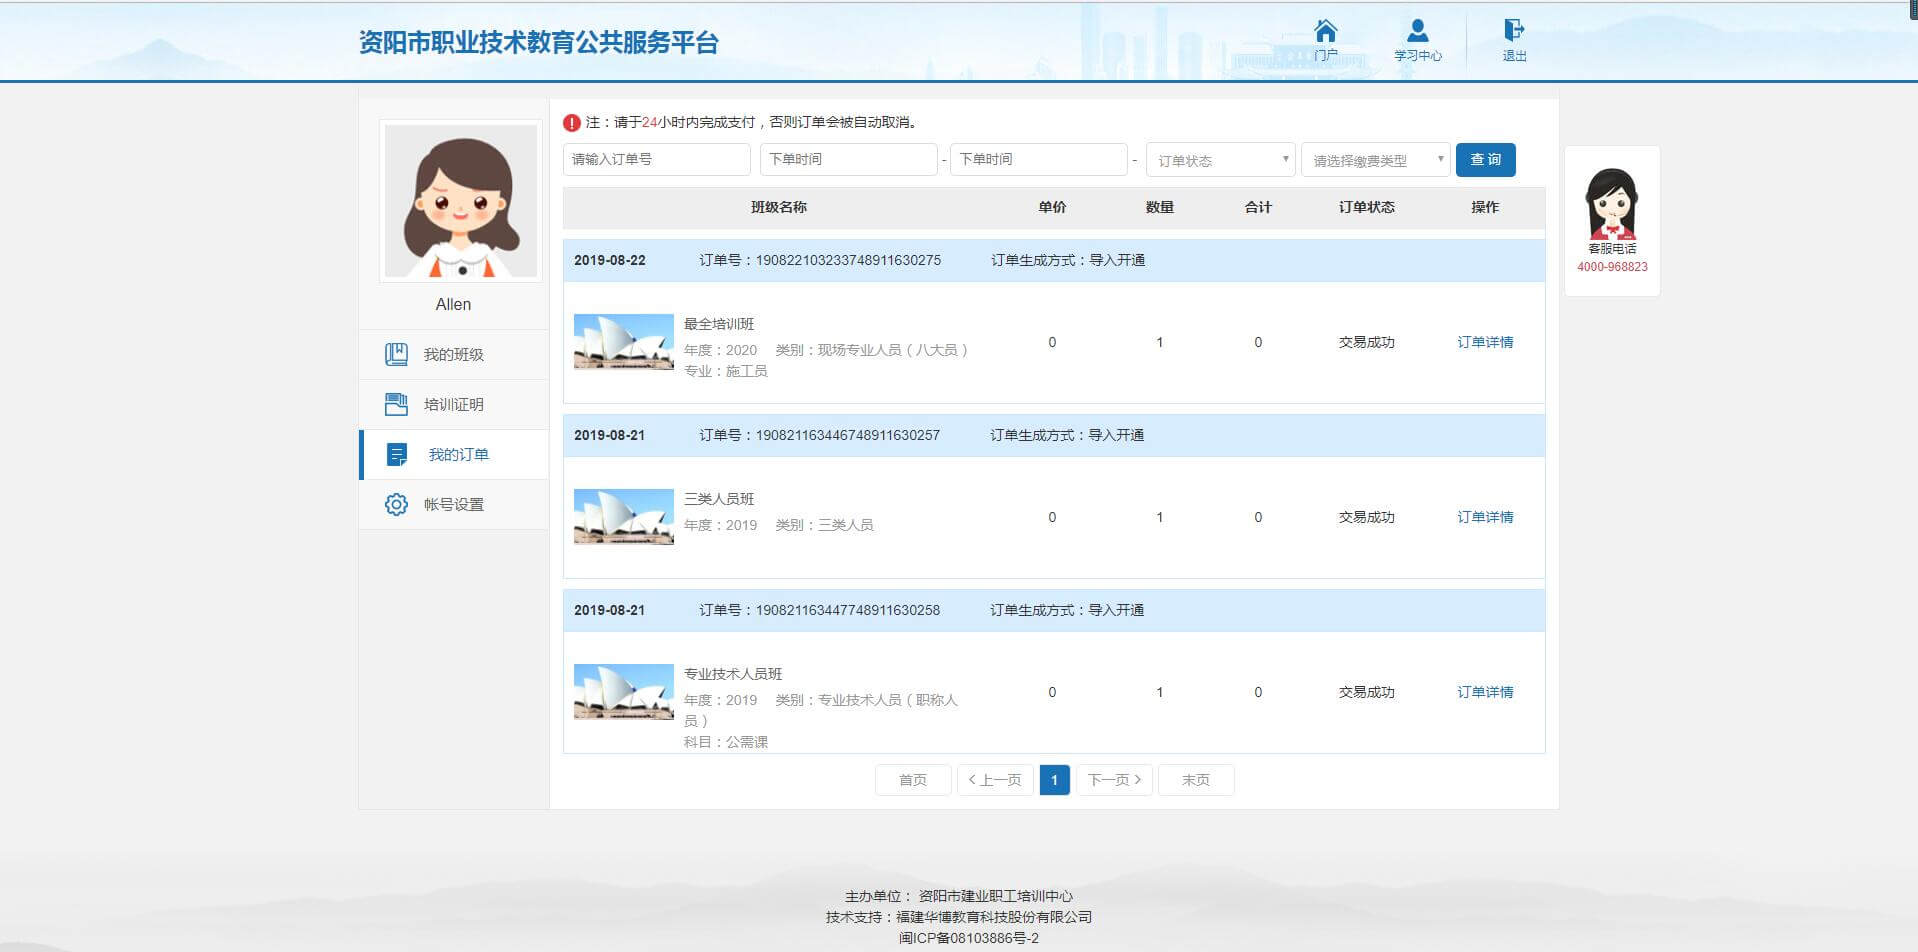 资阳市职业技术教育公共服务平台
门户
学习中心
退出
注：请于24小时内完成支付，否则订单会被自动取消。
请输入订单号 下单时间 - 下单时间 - 订单状态 请选择缴费类型 查 询
班级名称 单价 数量 合计 订单状态 操作
2019-08-22 订单号：190822103233748911630275 订单生成方式：导入开通
最全培训班
年度：2020 类别：现场专业人员（八大员）
专业：施工员
0 1 0 交易成功 订单详情
2019-08-21 订单号：190821163446748911630257 订单生成方式：导入开通
三类人员班
年度：2019 类别：三类人员
0 1 0 交易成功 订单详情
2019-08-21 订单号：190821163447748911630258 订单生成方式：导入开通
专业技术人员班
年度：2019 类别：专业技术人员（职称人
员）
科目：公需课
0 1 0 交易成功 订单详情
首页 上一页 1 下一页 末页
Allen
我的班级
培训证明
我的订单
帐号设置
客服电话
4000-968823
主办单位： 资阳市建业职工培训中心
技术支持：福建华博教育科技股份有限公司
闽ICP备08103886号-2